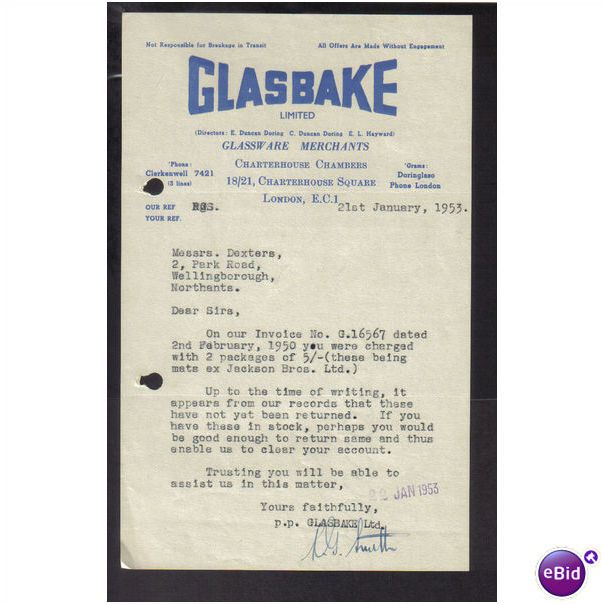 Not Responsible for Breakage in Transit All Offers Are Made Without Engagement
GLASBAKE
LIMITED
(Directors: E. Duncan Doring C. Duncan Doring E. L. Hayward)
GLASSWARE MERCHANTS
'Phone:
Clerkenwell 7421
(3 lines)
CHARTERHOUSE CHAMBERS
18/21, CHARTERHOUSE SQUARE
LONDON, E.C.1
'Grams:
Doringlaso
Phone London
OUR REF RGS.
YOUR REF.
21st January, 1953.
Messrs. Dexters,
2, Park Road,
Wellingborough,
Northants.
Dear Sirs,
On our Invoice No. G.16567 dated
2nd February, 1950 you were charged
with 2 packages of 5/-(these being
mats ex Jackson Bros. Ltd.)
Up to the time of writing, it
appears from our records that these
have not yet been returned. If you
have these in stock, perhaps you would
be good enough to return same and thus
enable us to clear your account.
Trusting you will be able to
assist us in this matter,
22 JAN 1953
Yours faithfully,
p.p. GLASBAKE Ltd.
R.G. Smith
eBid